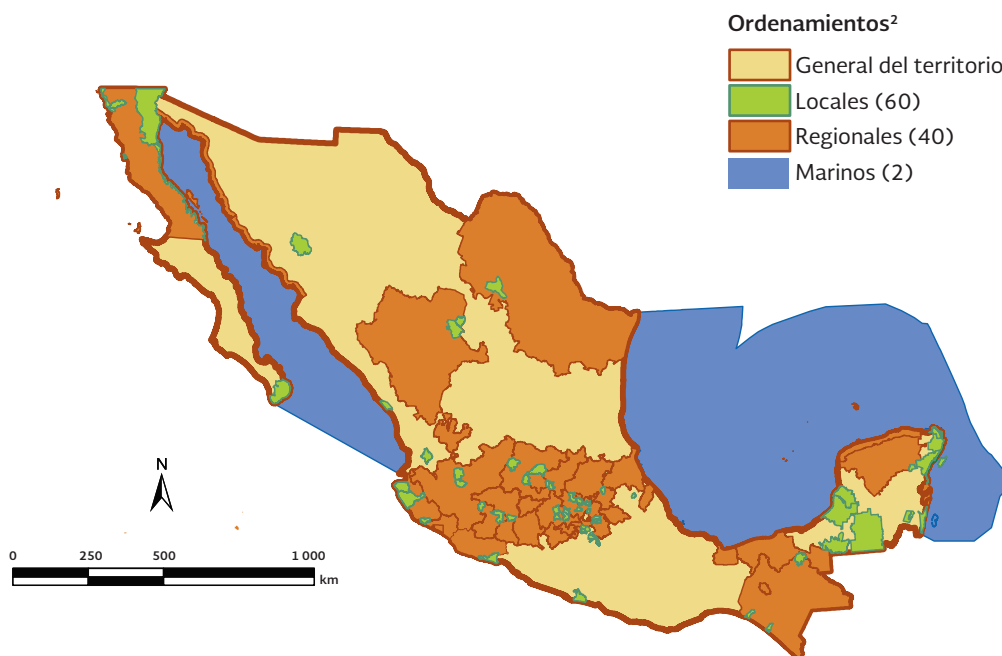 Ordenamientos²
General del territorio
Locales (60)
Regionales (40)
Marinos (2)
N
0 250 500 1 000
km